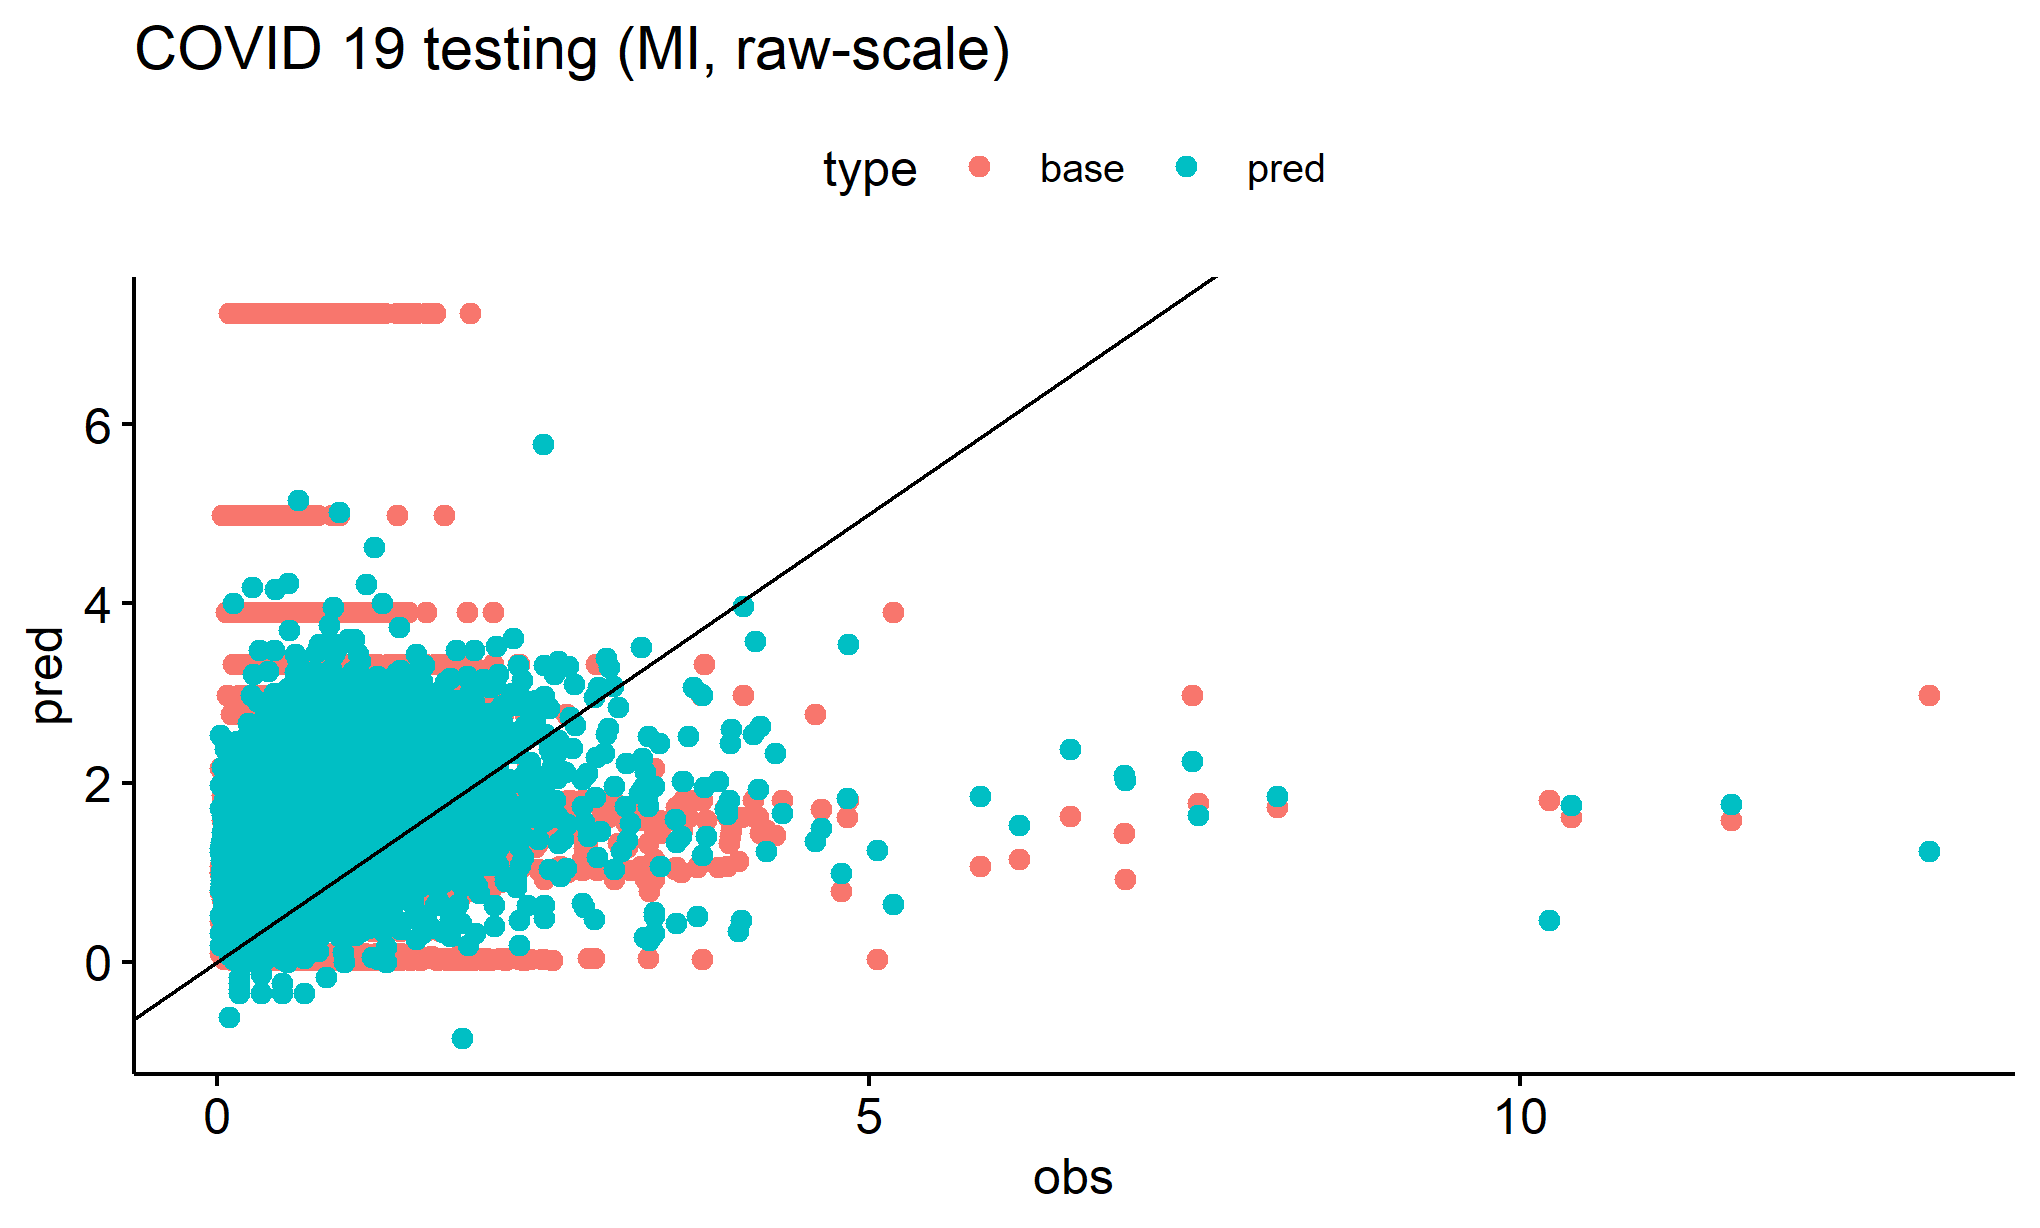 COVID 19 testing (MI, raw-scale)
type base pred
6
4
2
0
pred
0 5 10
obs